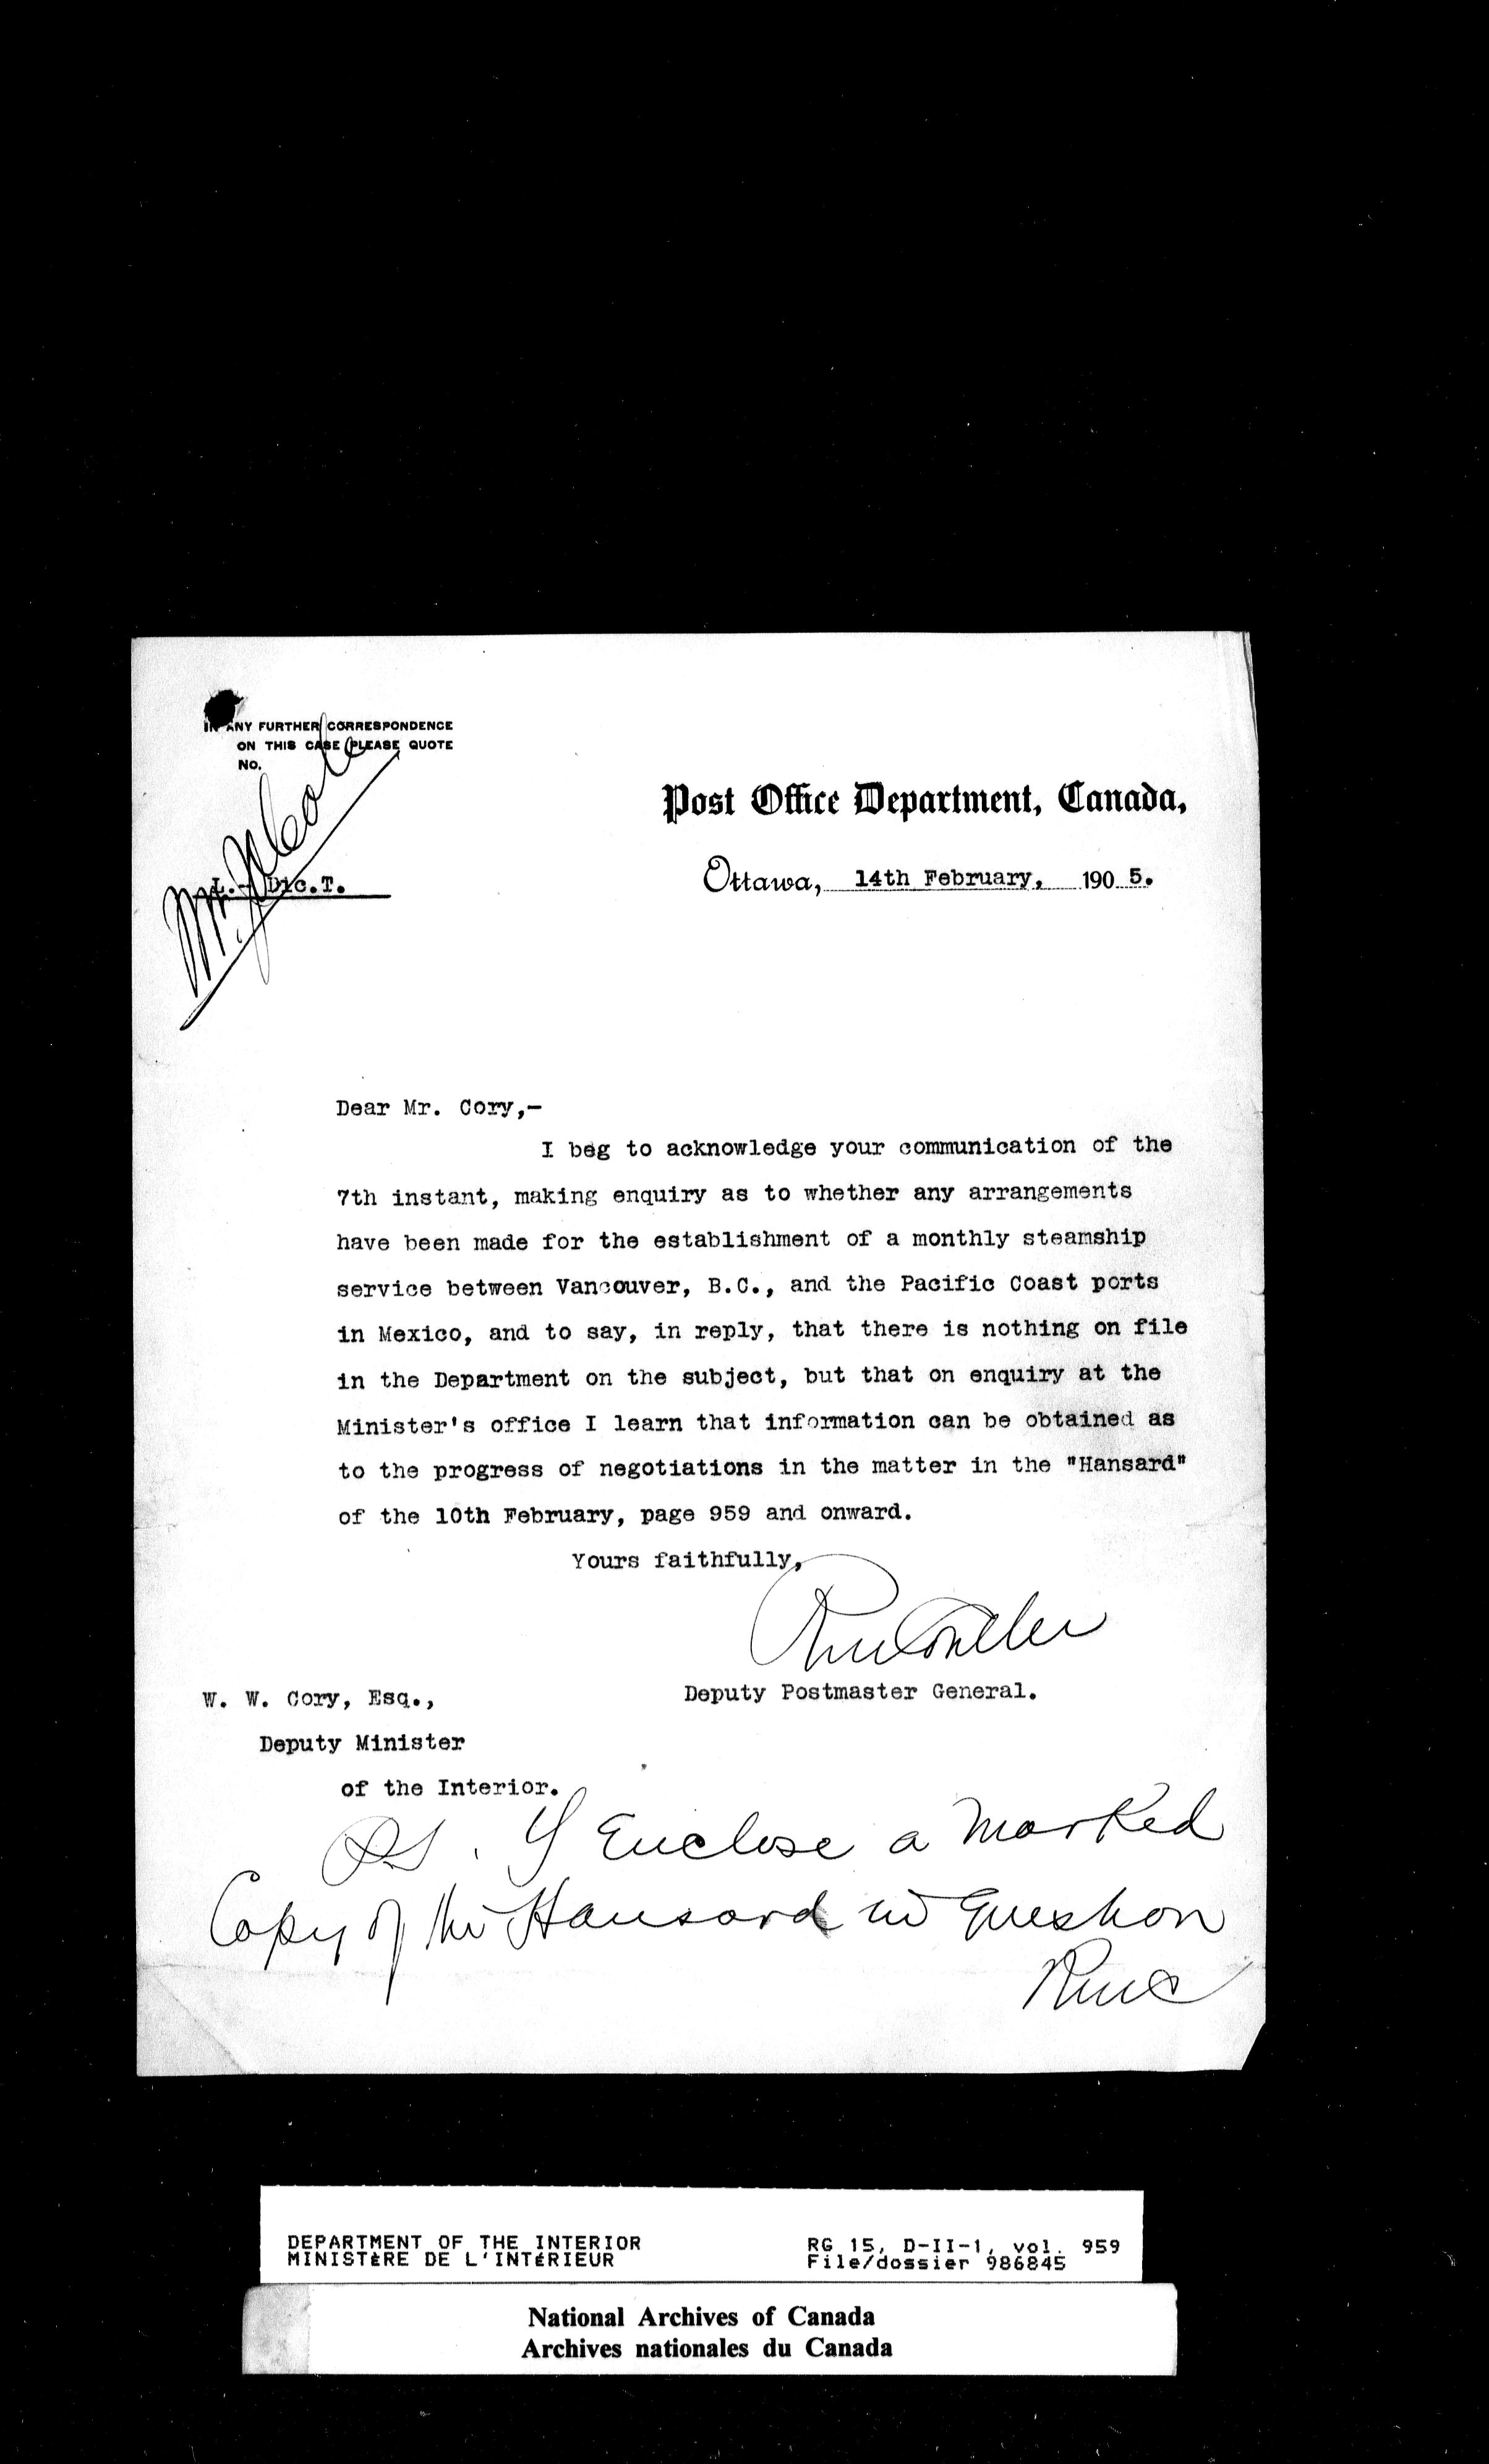 IN ANY FURTHER CORRESPONDENCE
ON THIS CASE PLEASE QUOTE
No.
Mr.
L.- Dic.T.
Post Office Department, Canada,
Ottawa, 14th February, 190 5.
Dear Mr. Cory,-
I beg to acknowledge your communication of the
7th instant, making enquiry as to whether any arrangements
have been made for the establishment of a monthly steamship
service between Vancouver, B.C., and the Pacific Coast ports
in Mexico, and to say, in reply, that there is nothing on file
in the Department on the subject, but that on enquiry at the
Minister's office I learn that information can be obtained as
to the progress of negotiations in the matter in the "Hansard"
of the 10th February, page 959 and onward.
Yours faithfully,
RM Coulter
Deputy Postmaster General.
W. W. Cory, Esq.,
Deputy Minister
of the Interior.
PS. I Enclose a Marked
Copy of the Hansard in Question
RMC
DEPARTMENT OF THE INTERIOR
MINISTÈRE DE L'INTÉRIEUR
RG 15, D-II-1, vol. 959
File/dossier 986845
National Archives of Canada
Archives nationales du Canada